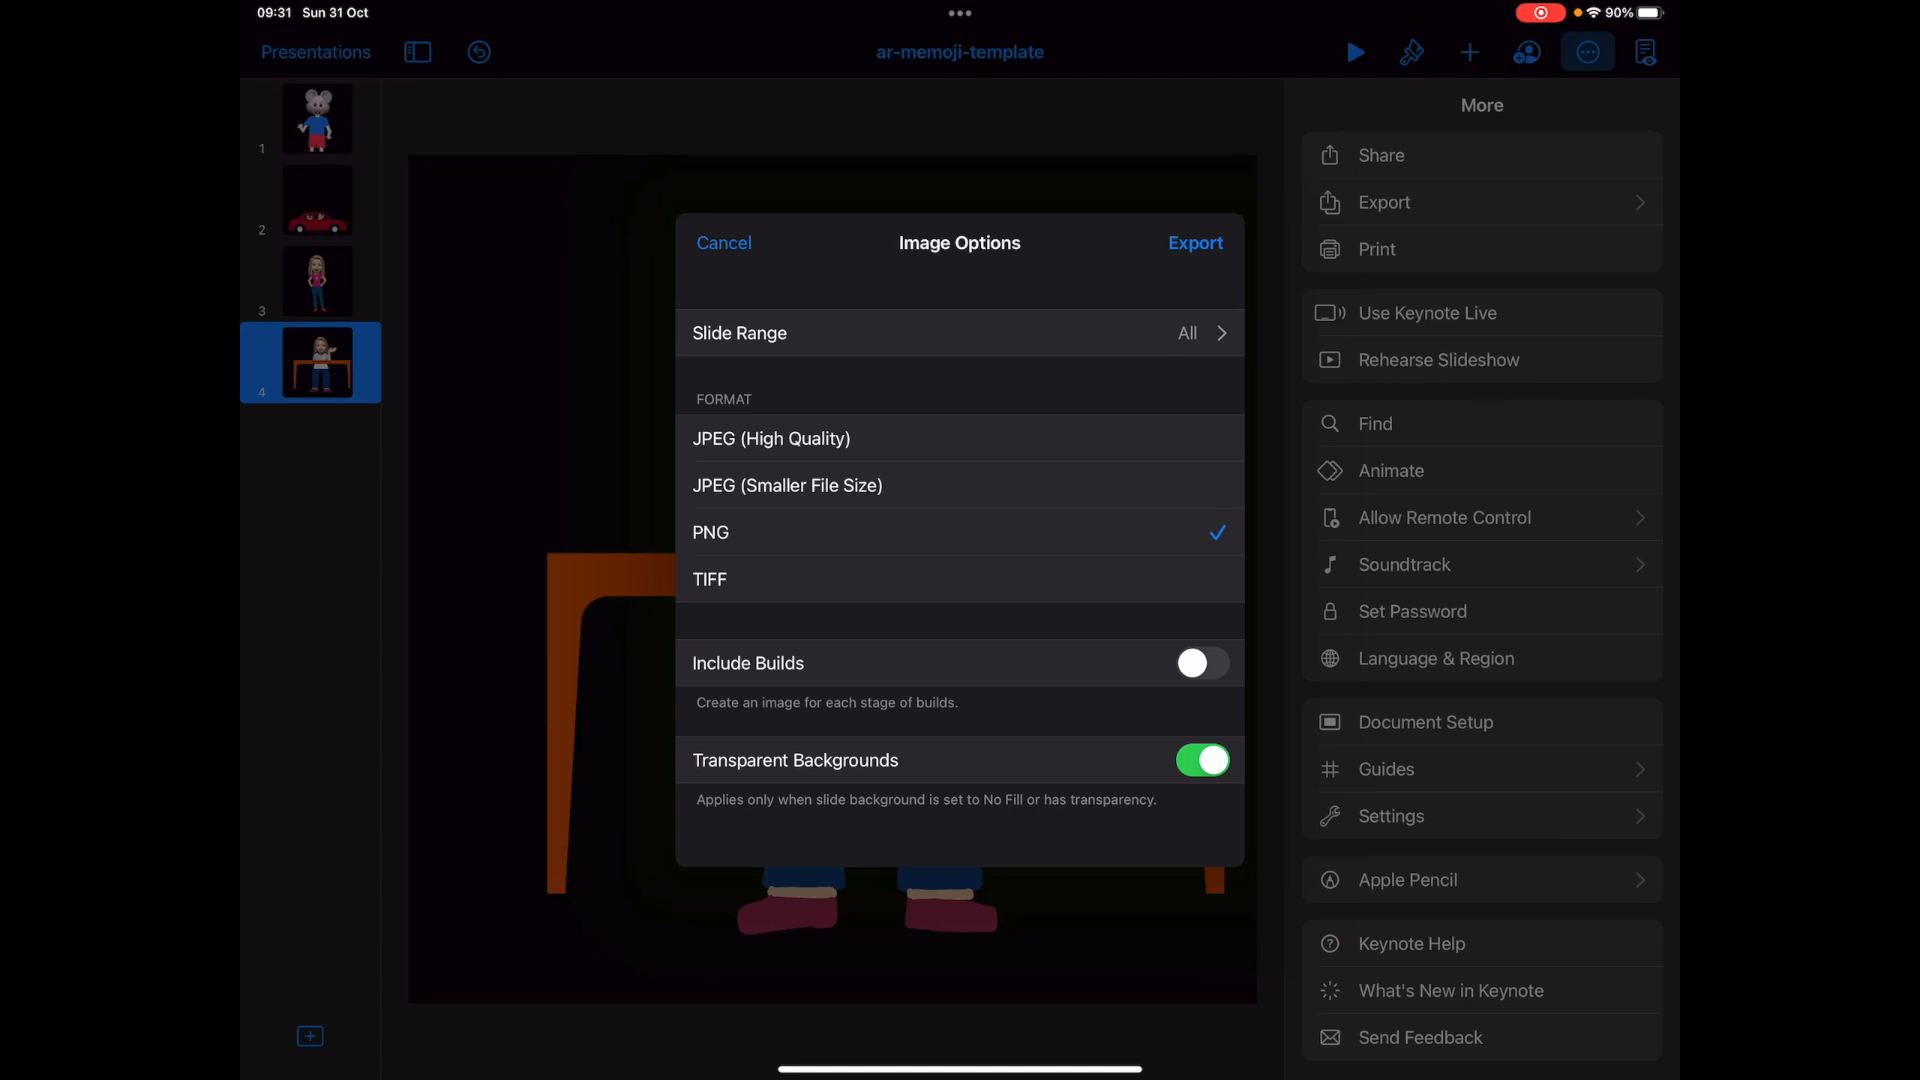 09:31 Sun 31 Oct
90%
Presentations
ar-memoji-template
1
2
3
4
Cancel
Image Options
Export
Slide Range
All
FORMAT
JPEG (High Quality)
JPEG (Smaller File Size)
PNG
TIFF
Include Builds
Create an image for each stage of builds.
Transparent Backgrounds
Applies only when slide background is set to No Fill or has transparency.
More
Share
Export
Print
Use Keynote Live
Rehearse Slideshow
Find
Animate
Allow Remote Control
Soundtrack
Set Password
Language & Region
Document Setup
Guides
Settings
Apple Pencil
Keynote Help
What's New in Keynote
Send Feedback